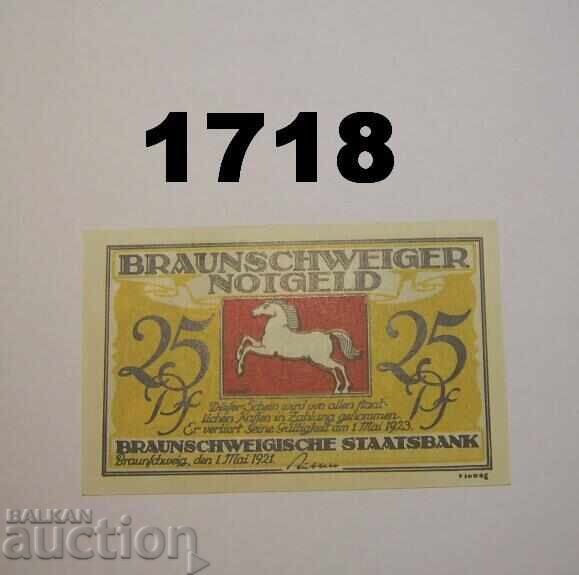 1718
BRAUNSCHWEIGER
NOTGELD
25 Pf
25 Pf
Dieser Schein wird von allen staat-
lichen Kassen in Zahlung genommen.
Er verliert seine Gültigkeit am 1. Mai 1923.
BRAUNSCHWEIGISCHE STAATSBANK
Braunschweig, den 1. Mai 1921.
BALKAN
auction